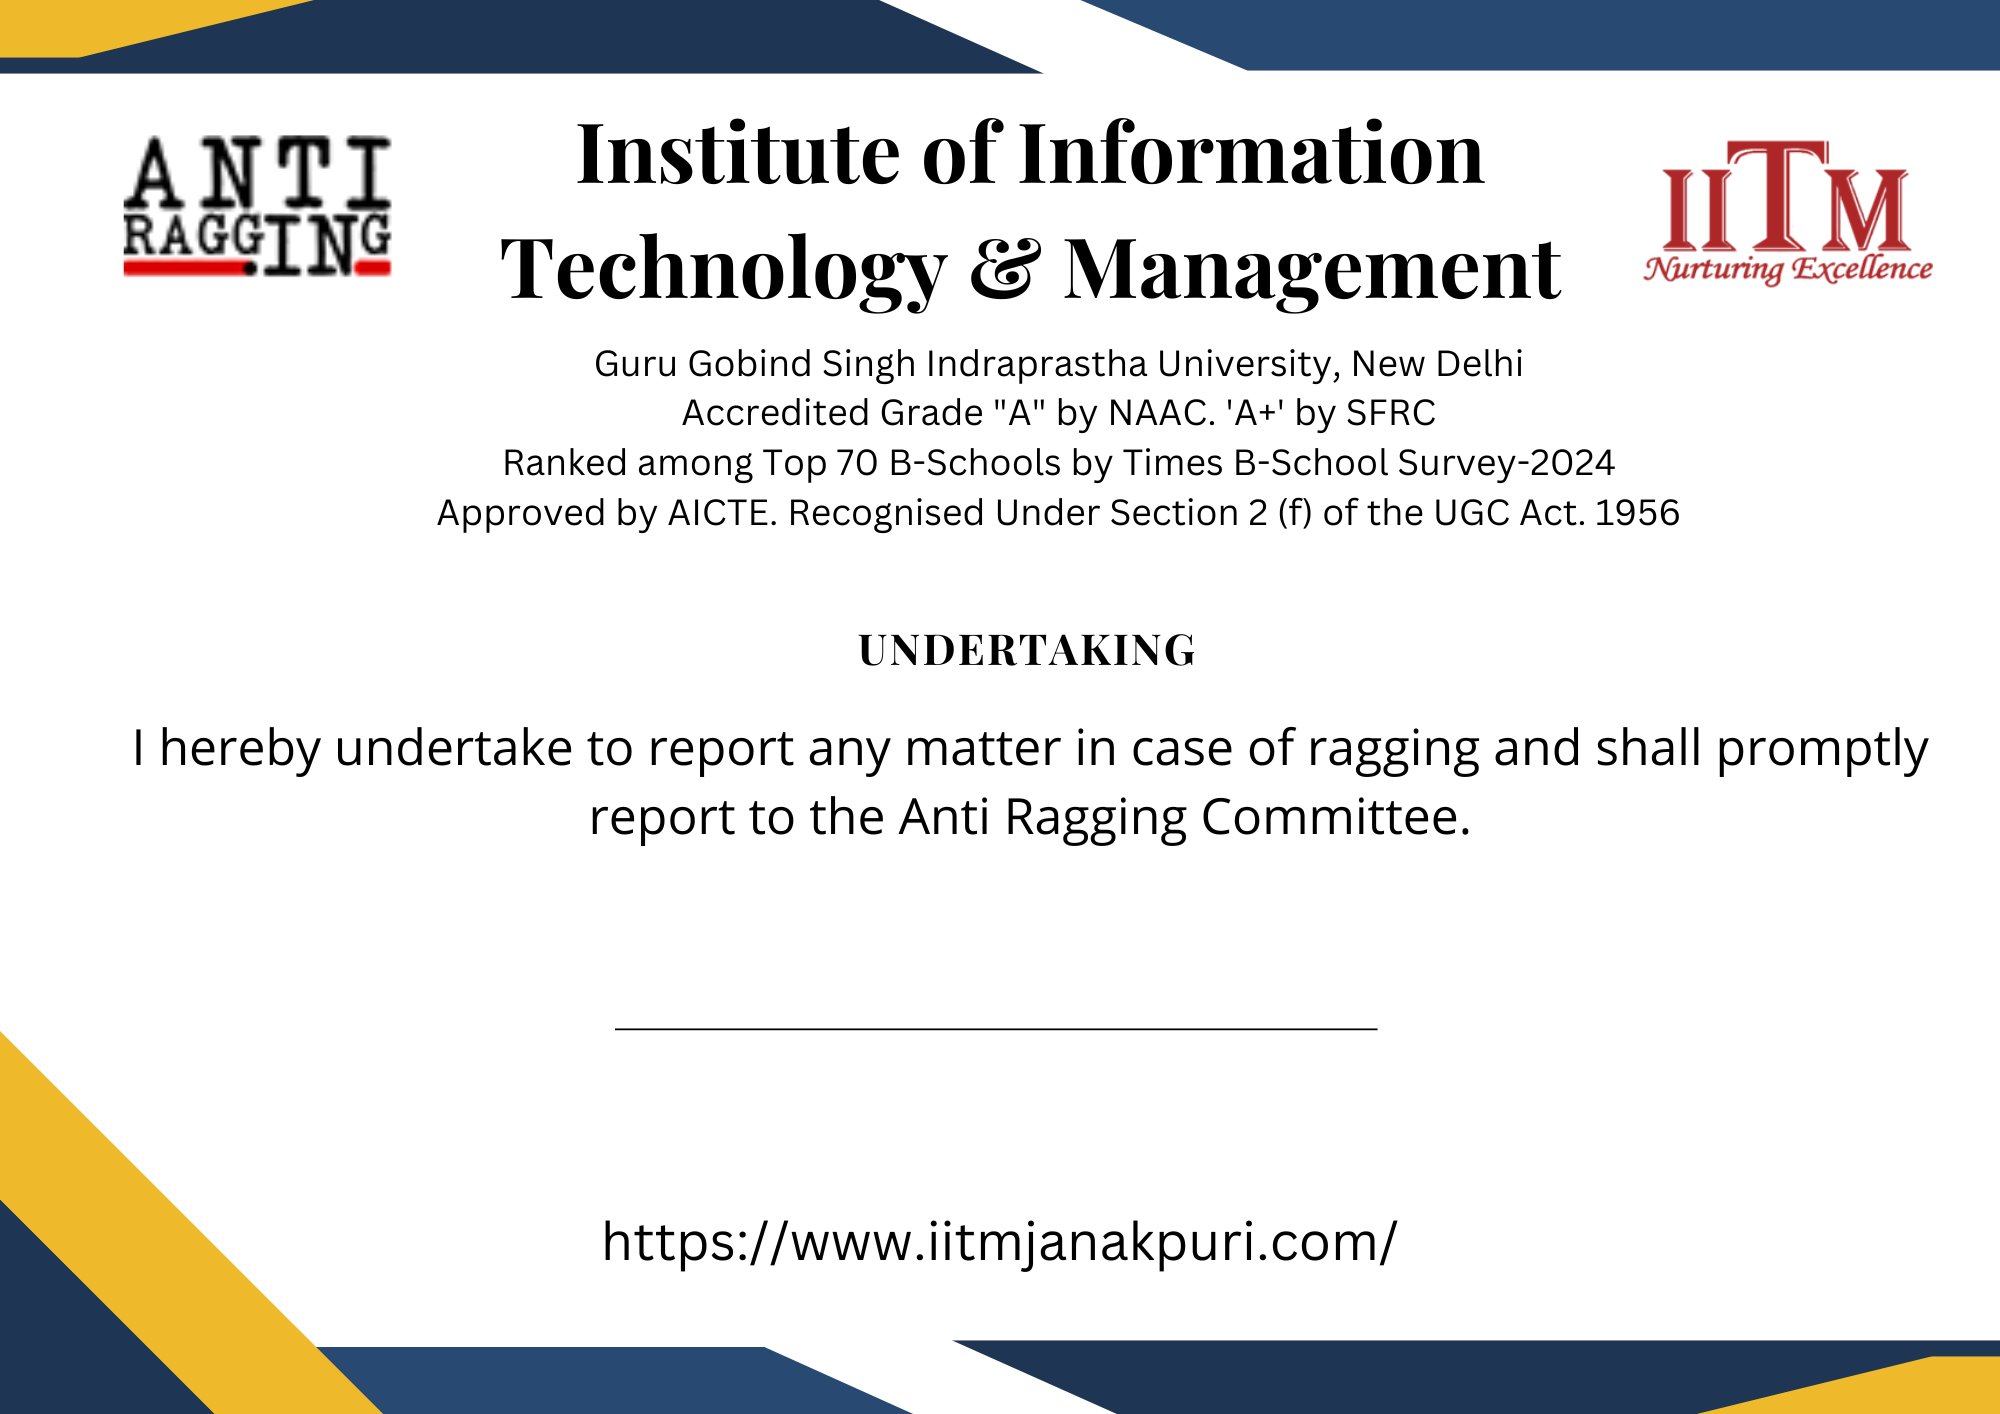 ANTI
RAGGING
Institute of Information
Technology & Management
IITM
Nurturing Excellence
Guru Gobind Singh Indraprastha University, New Delhi
Accredited Grade "A" by NAAC. 'A+' by SFRC
Ranked among Top 70 B-Schools by Times B-School Survey-2024
Approved by AICTE. Recognised Under Section 2 (f) of the UGC Act. 1956
UNDERTAKING
I hereby undertake to report any matter in case of ragging and shall promptly
report to the Anti Ragging Committee.
https://www.iitmjanakpuri.com/